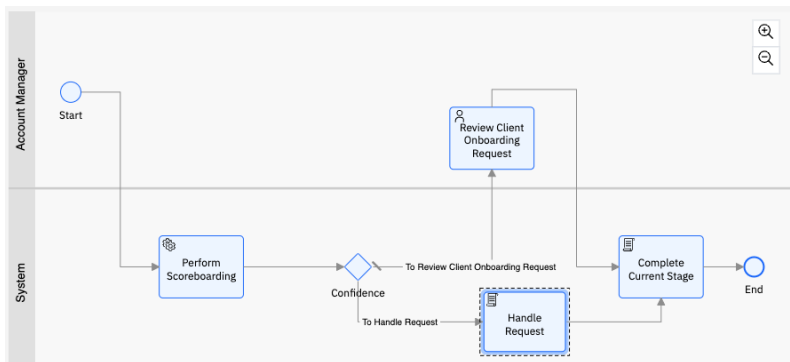 Account Manager
Start
Review Client
Onboarding
Request
System
Perform
Scoreboarding
Confidence
To Review Client Onboarding Request
To Handle Request
Handle
Request
Complete
Current Stage
End